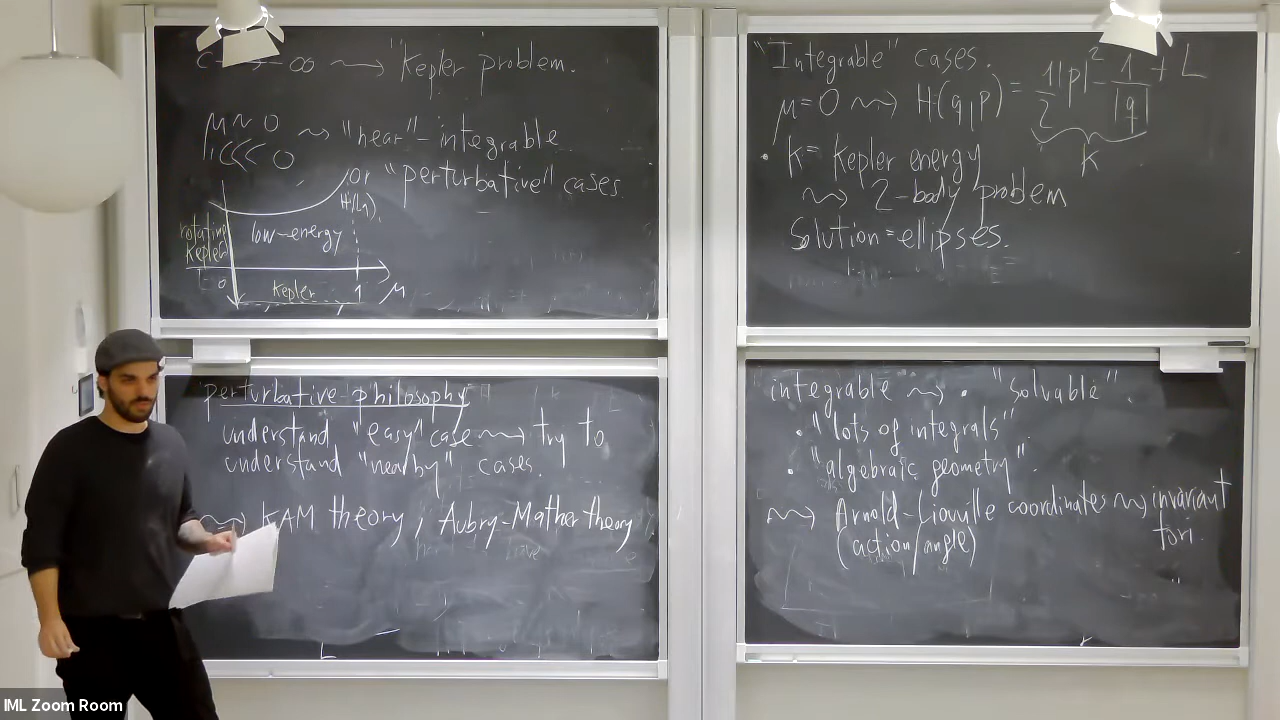 c → -∞ ⇝ "Kepler problem.
μ ~ 0 ⇝ "near"-integrable
μ <<< 0
or "perturbative" cases.
H(L1).
rotating
Kepler
low-energy
c=0
Kepler
1
μ
perturbative philosophy
understand "easy" case ⇝ try to
understand "nearby" cases.
⇝ KAM theory, Aubry-Mather theory
"Integrable" cases.
μ=0 ⇝ H(q,p) = 1/2 |p|² - 1/|q| + L
K
• K = Kepler energy
⇝ 2-body problem
Solution = ellipses.
integrable ⇝ • "Solvable".
• "lots of integrals"
• "algebraic geometry".
⇝ Arnold-Liouville coordinates ⇝ invariant
(action/angle) tori.
IML Zoom Room